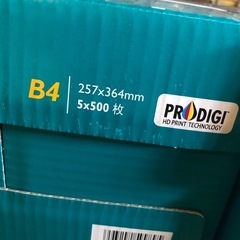 B4
257x364mm
5x500 枚
PRODIGI
HD PRINT TECHNOLOGY